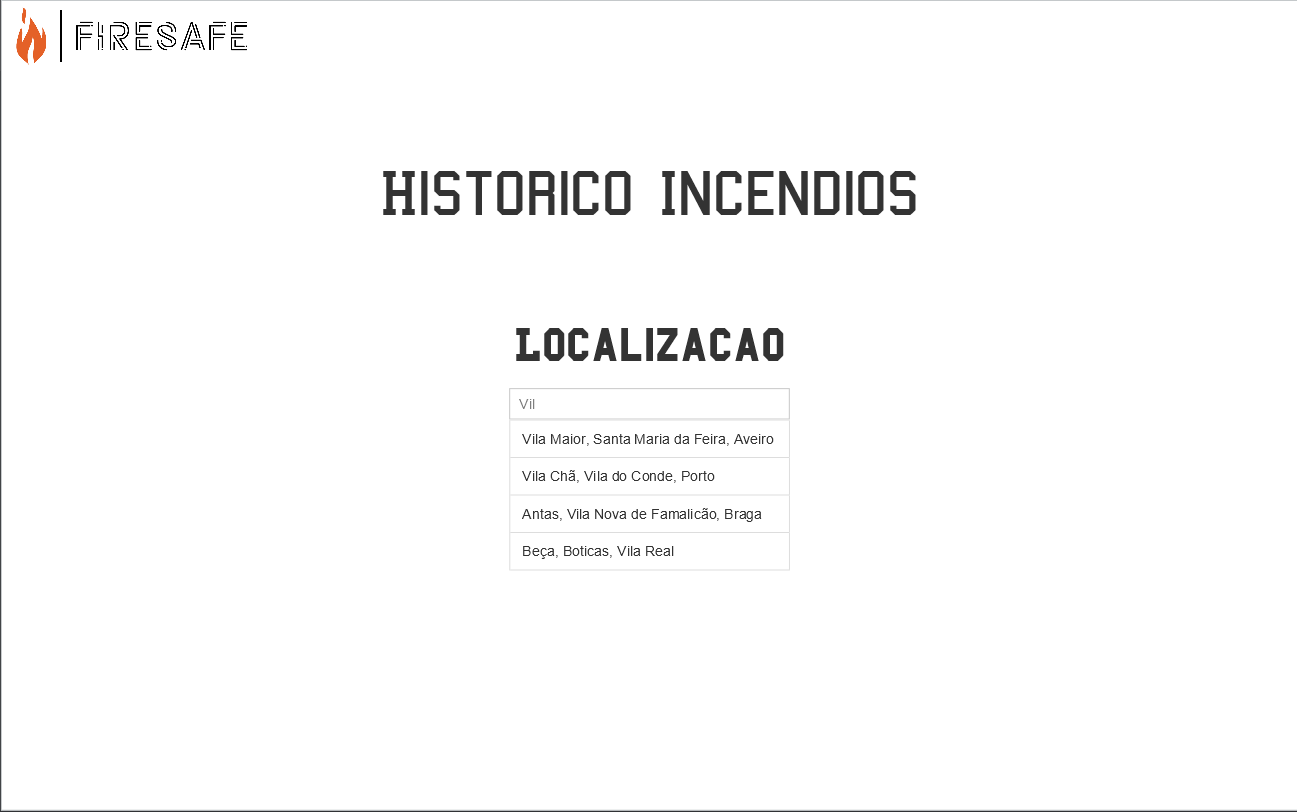 FIRESAFE
HISTORICO INCENDIOS
LOCALIZACAO
Vil
Vila Maior, Santa Maria da Feira, Aveiro
Vila Chã, Vila do Conde, Porto
Antas, Vila Nova de Famalicão, Braga
Beça, Boticas, Vila Real